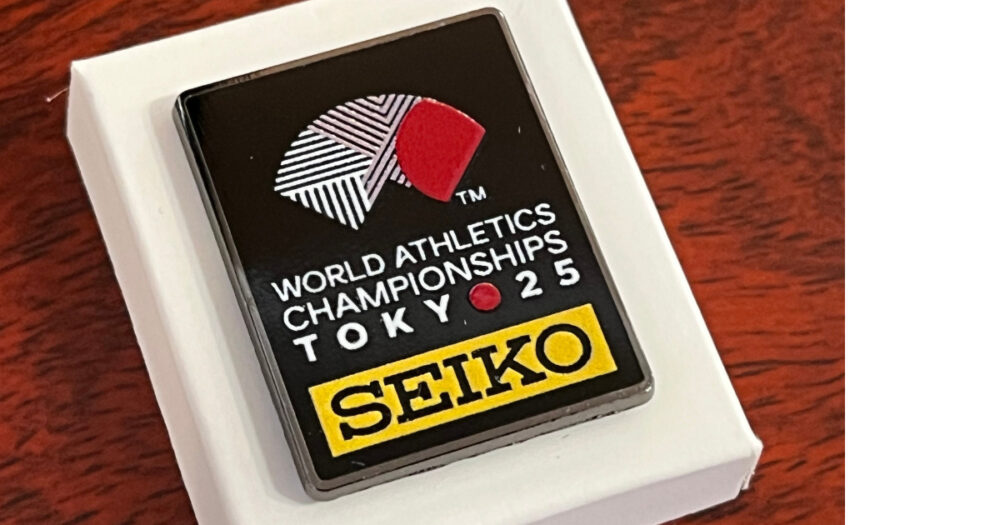 TM
WORLD ATHLETICS
CHAMPIONSHIPS
TOKY●25
SEIKO